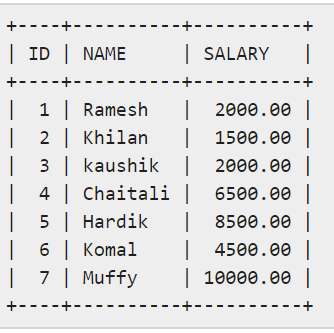 +----+----------+----------+
| ID | NAME     | SALARY   |
+----+----------+----------+
|  1 | Ramesh   |  2000.00 |
|  2 | Khilan   |  1500.00 |
|  3 | kaushik  |  2000.00 |
|  4 | Chaitali |  6500.00 |
|  5 | Hardik   |  8500.00 |
|  6 | Komal    |  4500.00 |
|  7 | Muffy    | 10000.00 |
+----+----------+----------+